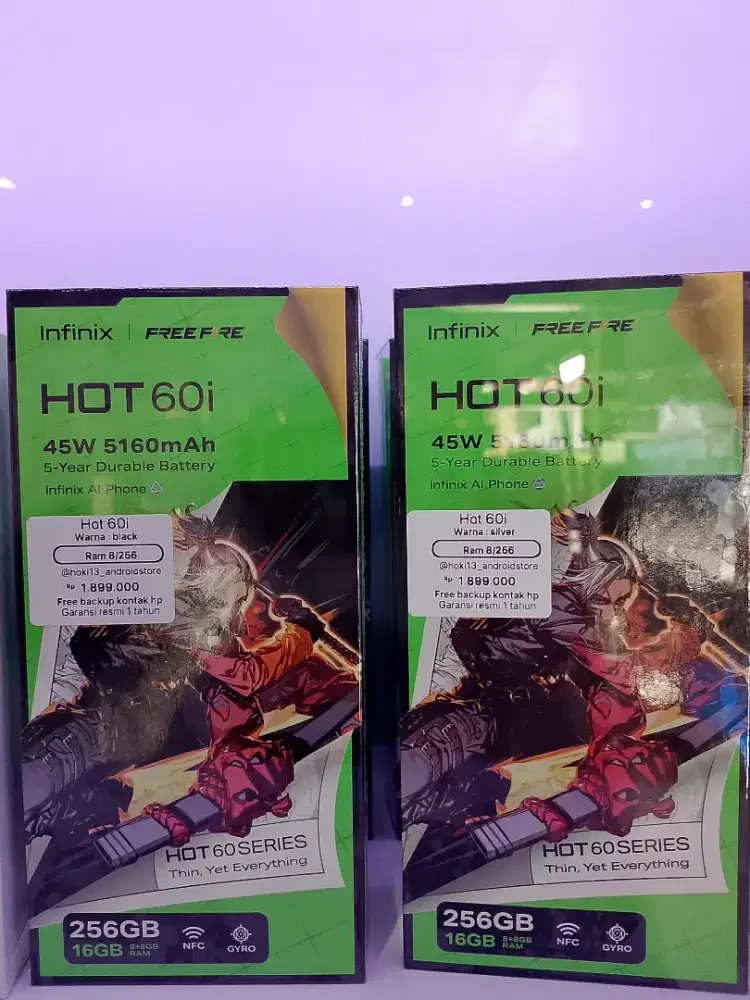 Infinix | FREE FIRE
HOT 60i
45W 5160mAh
5-Year Durable Battery
Infinix AI Phone
Hot 60i
Warna : black
Ram 8/256
@hoki13_androidstore
Rp 1.899.000
Free backup kontak hp
Garansi resmi 1 tahun
HOT 60 SERIES
Thin, Yet Everything
256GB
16GB 8+8GB RAM
NFC
GYRO
Infinix | FREE FIRE
HOT 60i
45W 5160mAh
5-Year Durable Battery
Infinix AI Phone
Hot 60i
Warna : silver
Ram 8/256
@hoki13_androidstore
Rp 1.899.000
Free backup kontak hp
Garansi resmi 1 tahun
HOT 60 SERIES
Thin, Yet Everything
256GB
16GB 8+8GB RAM
NFC
GYRO